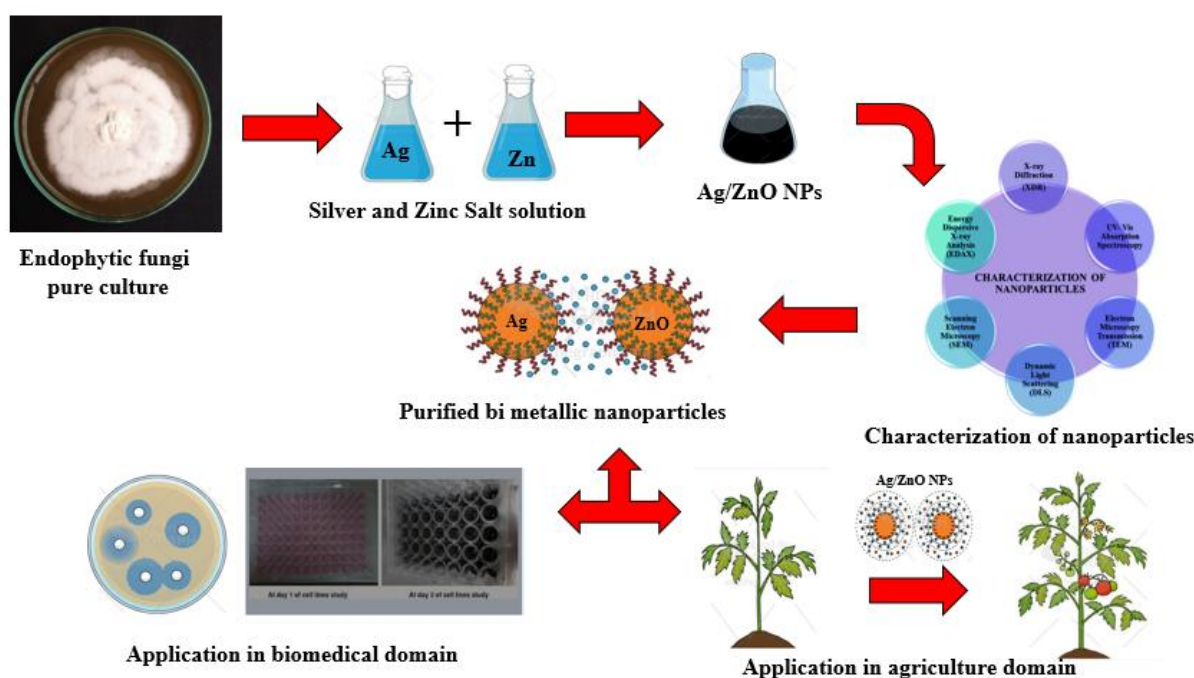 Ag
+
Zn
Silver and Zinc Salt solution
Ag/ZnO NPs
Endophytic fungi
pure culture
X-ray
Diffraction
(XDR)
UV- Vis
Absorption
Spectroscopy
Electron
Microscopy
Transmission
(TEM)
Dynamic
Light
Scattering
(DLS)
Scanning
Electron
Microscopy
(SEM)
Energy
Dispersive
X-ray
Analysis
(EDAX)
CHARACTERIZATION OF
NANOPARTICLES
Characterization of nanoparticles
Ag
ZnO
Purified bi metallic nanoparticles
At day 1 of cell lines study
At day 3 of cell lines study
Application in biomedical domain
Ag/ZnO NPs
Application in agriculture domain